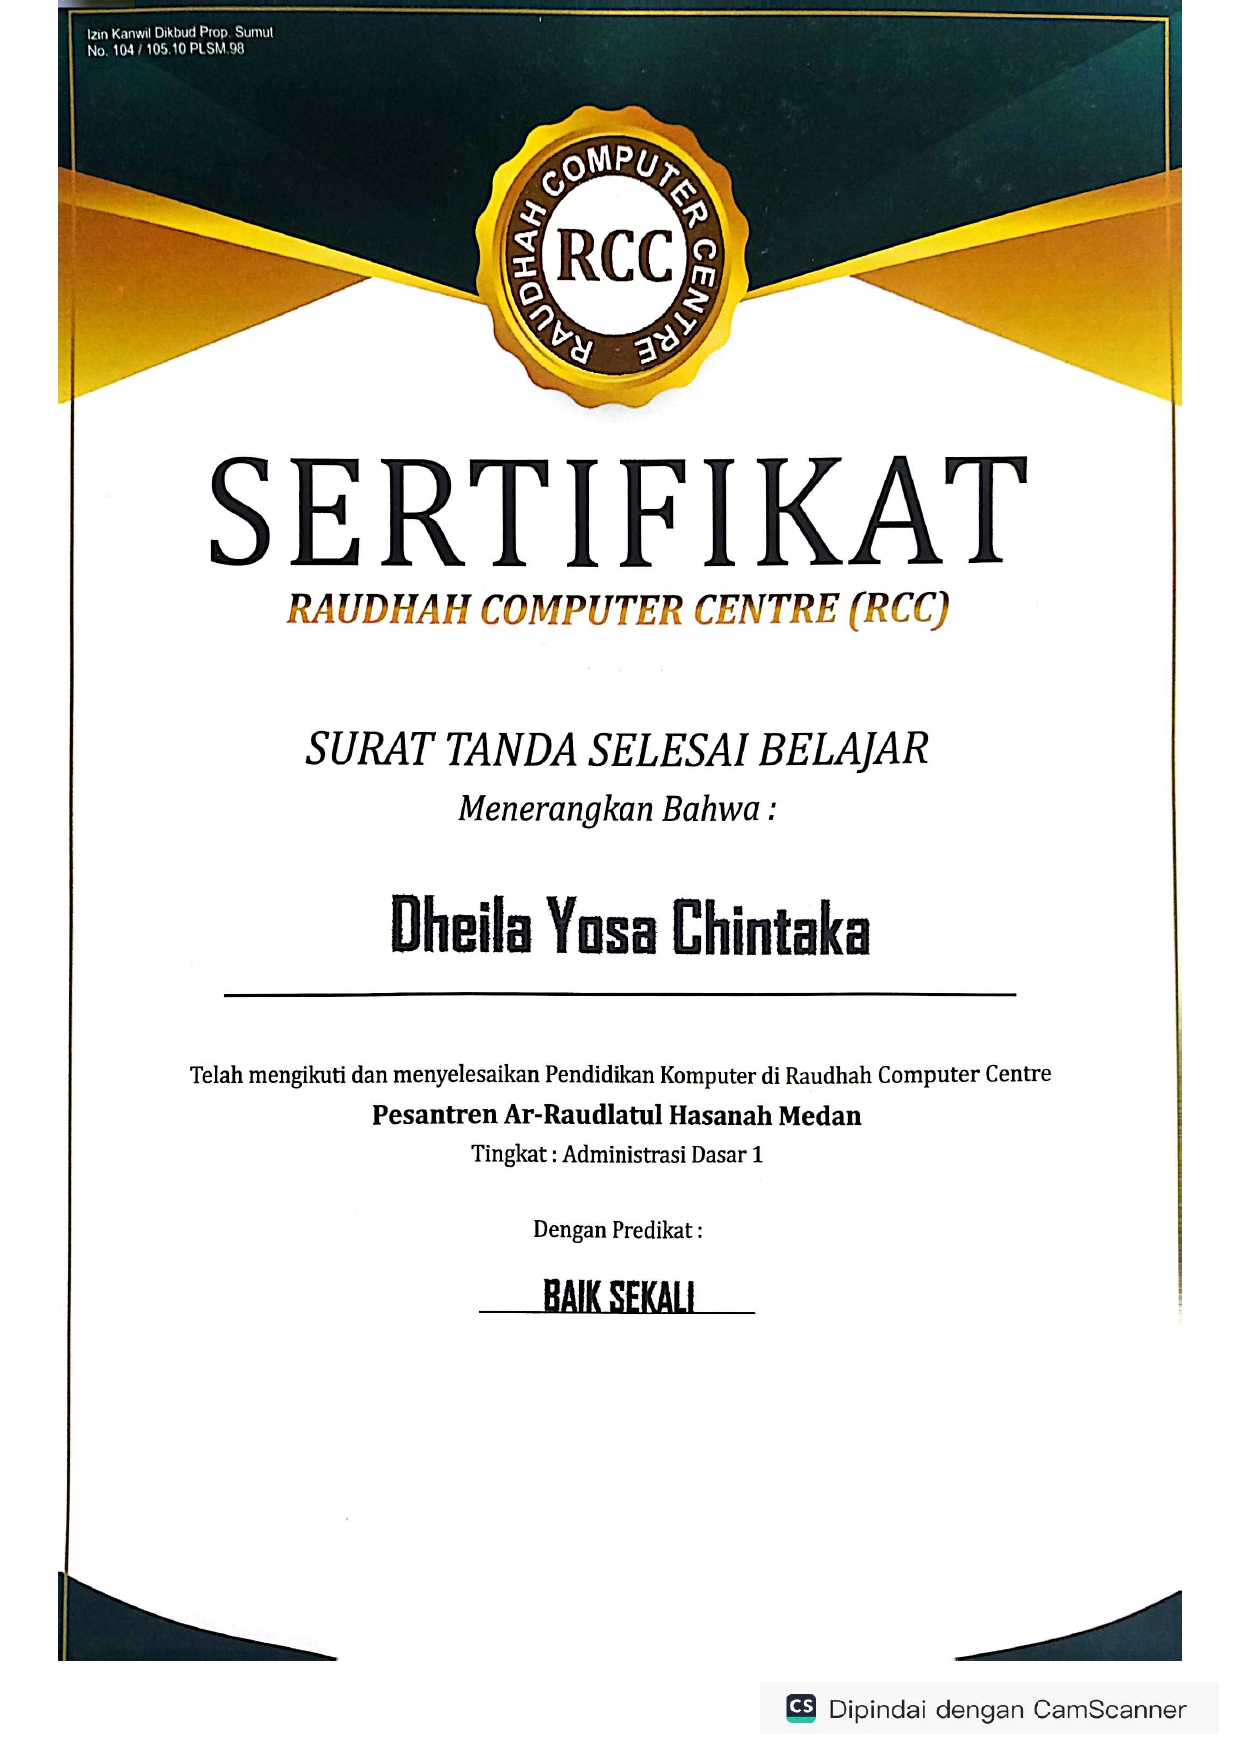 Izin Kanwil Dikbud Prop. Sumut
No. 104 / 105.10 PLSM.98
RAUDHAH COMPUTER CENTRE
RCC
SERTIFIKAT
RAUDHAH COMPUTER CENTRE (RCC)
SURAT TANDA SELESAI BELAJAR
Menerangkan Bahwa :
Dheila Yosa Chintaka
Telah mengikuti dan menyelesaikan Pendidikan Komputer di Raudhah Computer Centre
Pesantren Ar-Raudlatul Hasanah Medan
Tingkat : Administrasi Dasar 1
Dengan Predikat :
BAIK SEKALI
CS Dipindai dengan CamScanner